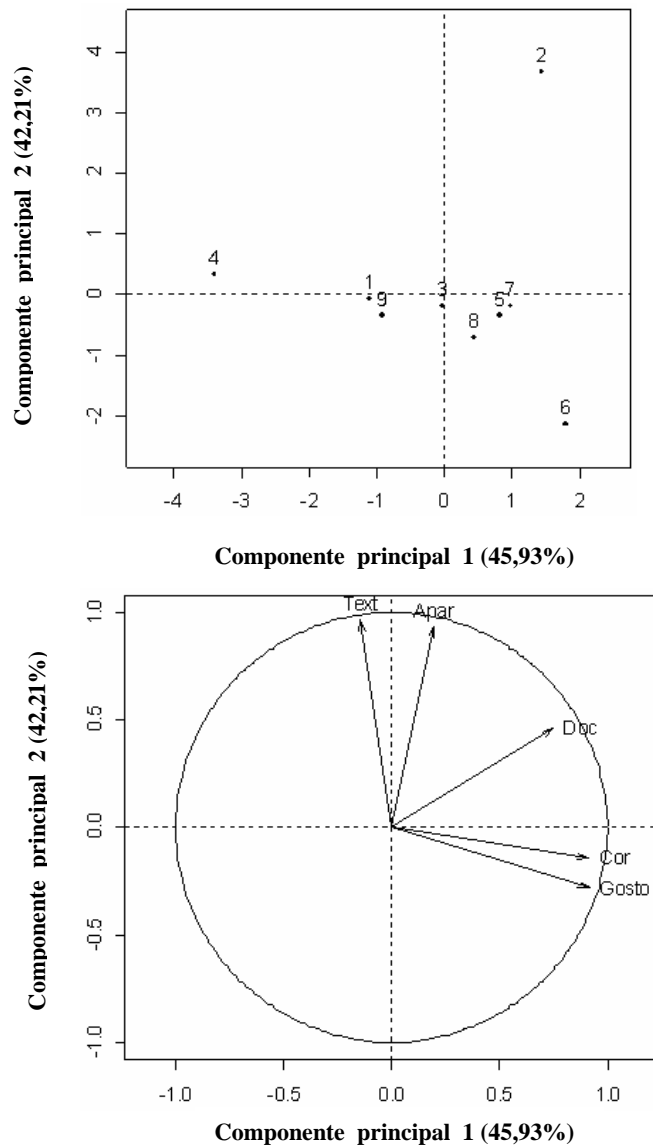 4
3
2
1
0
-1
-2
Componente principal 2 (42,21%)
2
4
1
9
3
5
7
8
6
-4 -3 -2 -1 0 1 2
Componente principal 1 (45,93%)
1.0
0.5
0.0
-0.5
-1.0
Componente principal 2 (42,21%)
Text Apar
Doc
Cor
Gosto
-1.0 -0.5 0.0 0.5 1.0
Componente principal 1 (45,93%)